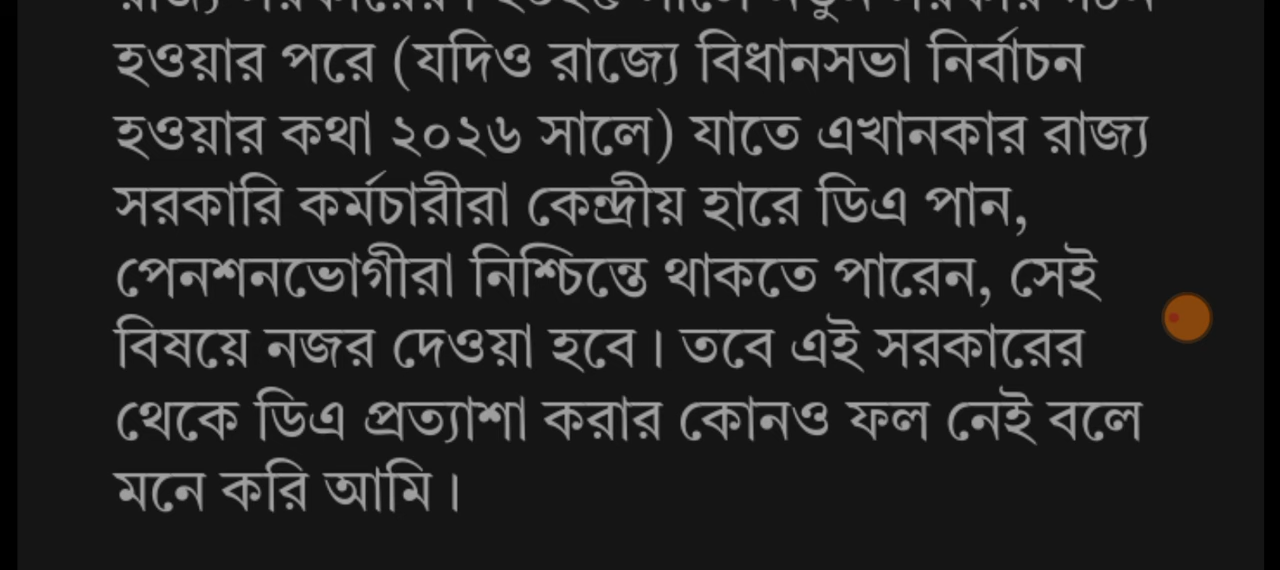 হওয়ার পরে (যদিও রাজ্যে বিধানসভা নির্বাচন
হওয়ার কথা ২০২৬ সালে) যাতে এখানকার রাজ্য
সরকারি কর্মচারীরা কেন্দ্রীয় হারে ডিএ পান,
পেনশনভোগীরা নিশ্চিন্তে থাকতে পারেন, সেই
বিষয়ে নজর দেওয়া হবে। তবে এই সরকারের
থেকে ডিএ প্রত্যাশা করার কোনও ফল নেই বলে
মনে করি আমি।